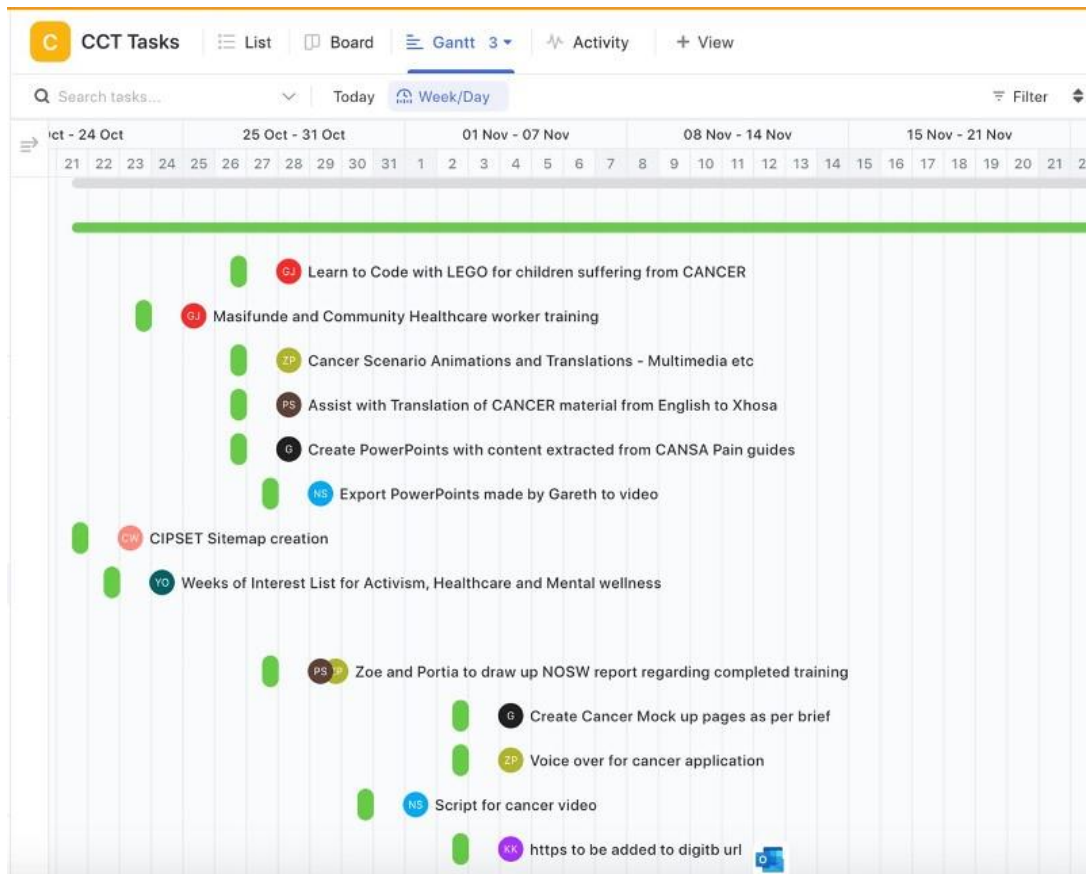 C CCT Tasks List Board Gantt 3 Activity + View
Search tasks... Today Week/Day Filter
ct - 24 Oct 25 Oct - 31 Oct 01 Nov - 07 Nov 08 Nov - 14 Nov 15 Nov - 21 Nov
21 22 23 24 25 26 27 28 29 30 31 1 2 3 4 5 6 7 8 9 10 11 12 13 14 15 16 17 18 19 20 21 2
GJ Learn to Code with LEGO for children suffering from CANCER
GJ Masifunde and Community Healthcare worker training
ZP Cancer Scenario Animations and Translations - Multimedia etc
PS Assist with Translation of CANCER material from English to Xhosa
G Create PowerPoints with content extracted from CANSA Pain guides
NS Export PowerPoints made by Gareth to video
CW CIPSET Sitemap creation
YO Weeks of Interest List for Activism, Healthcare and Mental wellness
PS ZP Zoe and Portia to draw up NOSW report regarding completed training
G Create Cancer Mock up pages as per brief
ZP Voice over for cancer application
NS Script for cancer video
KK https to be added to digitb url